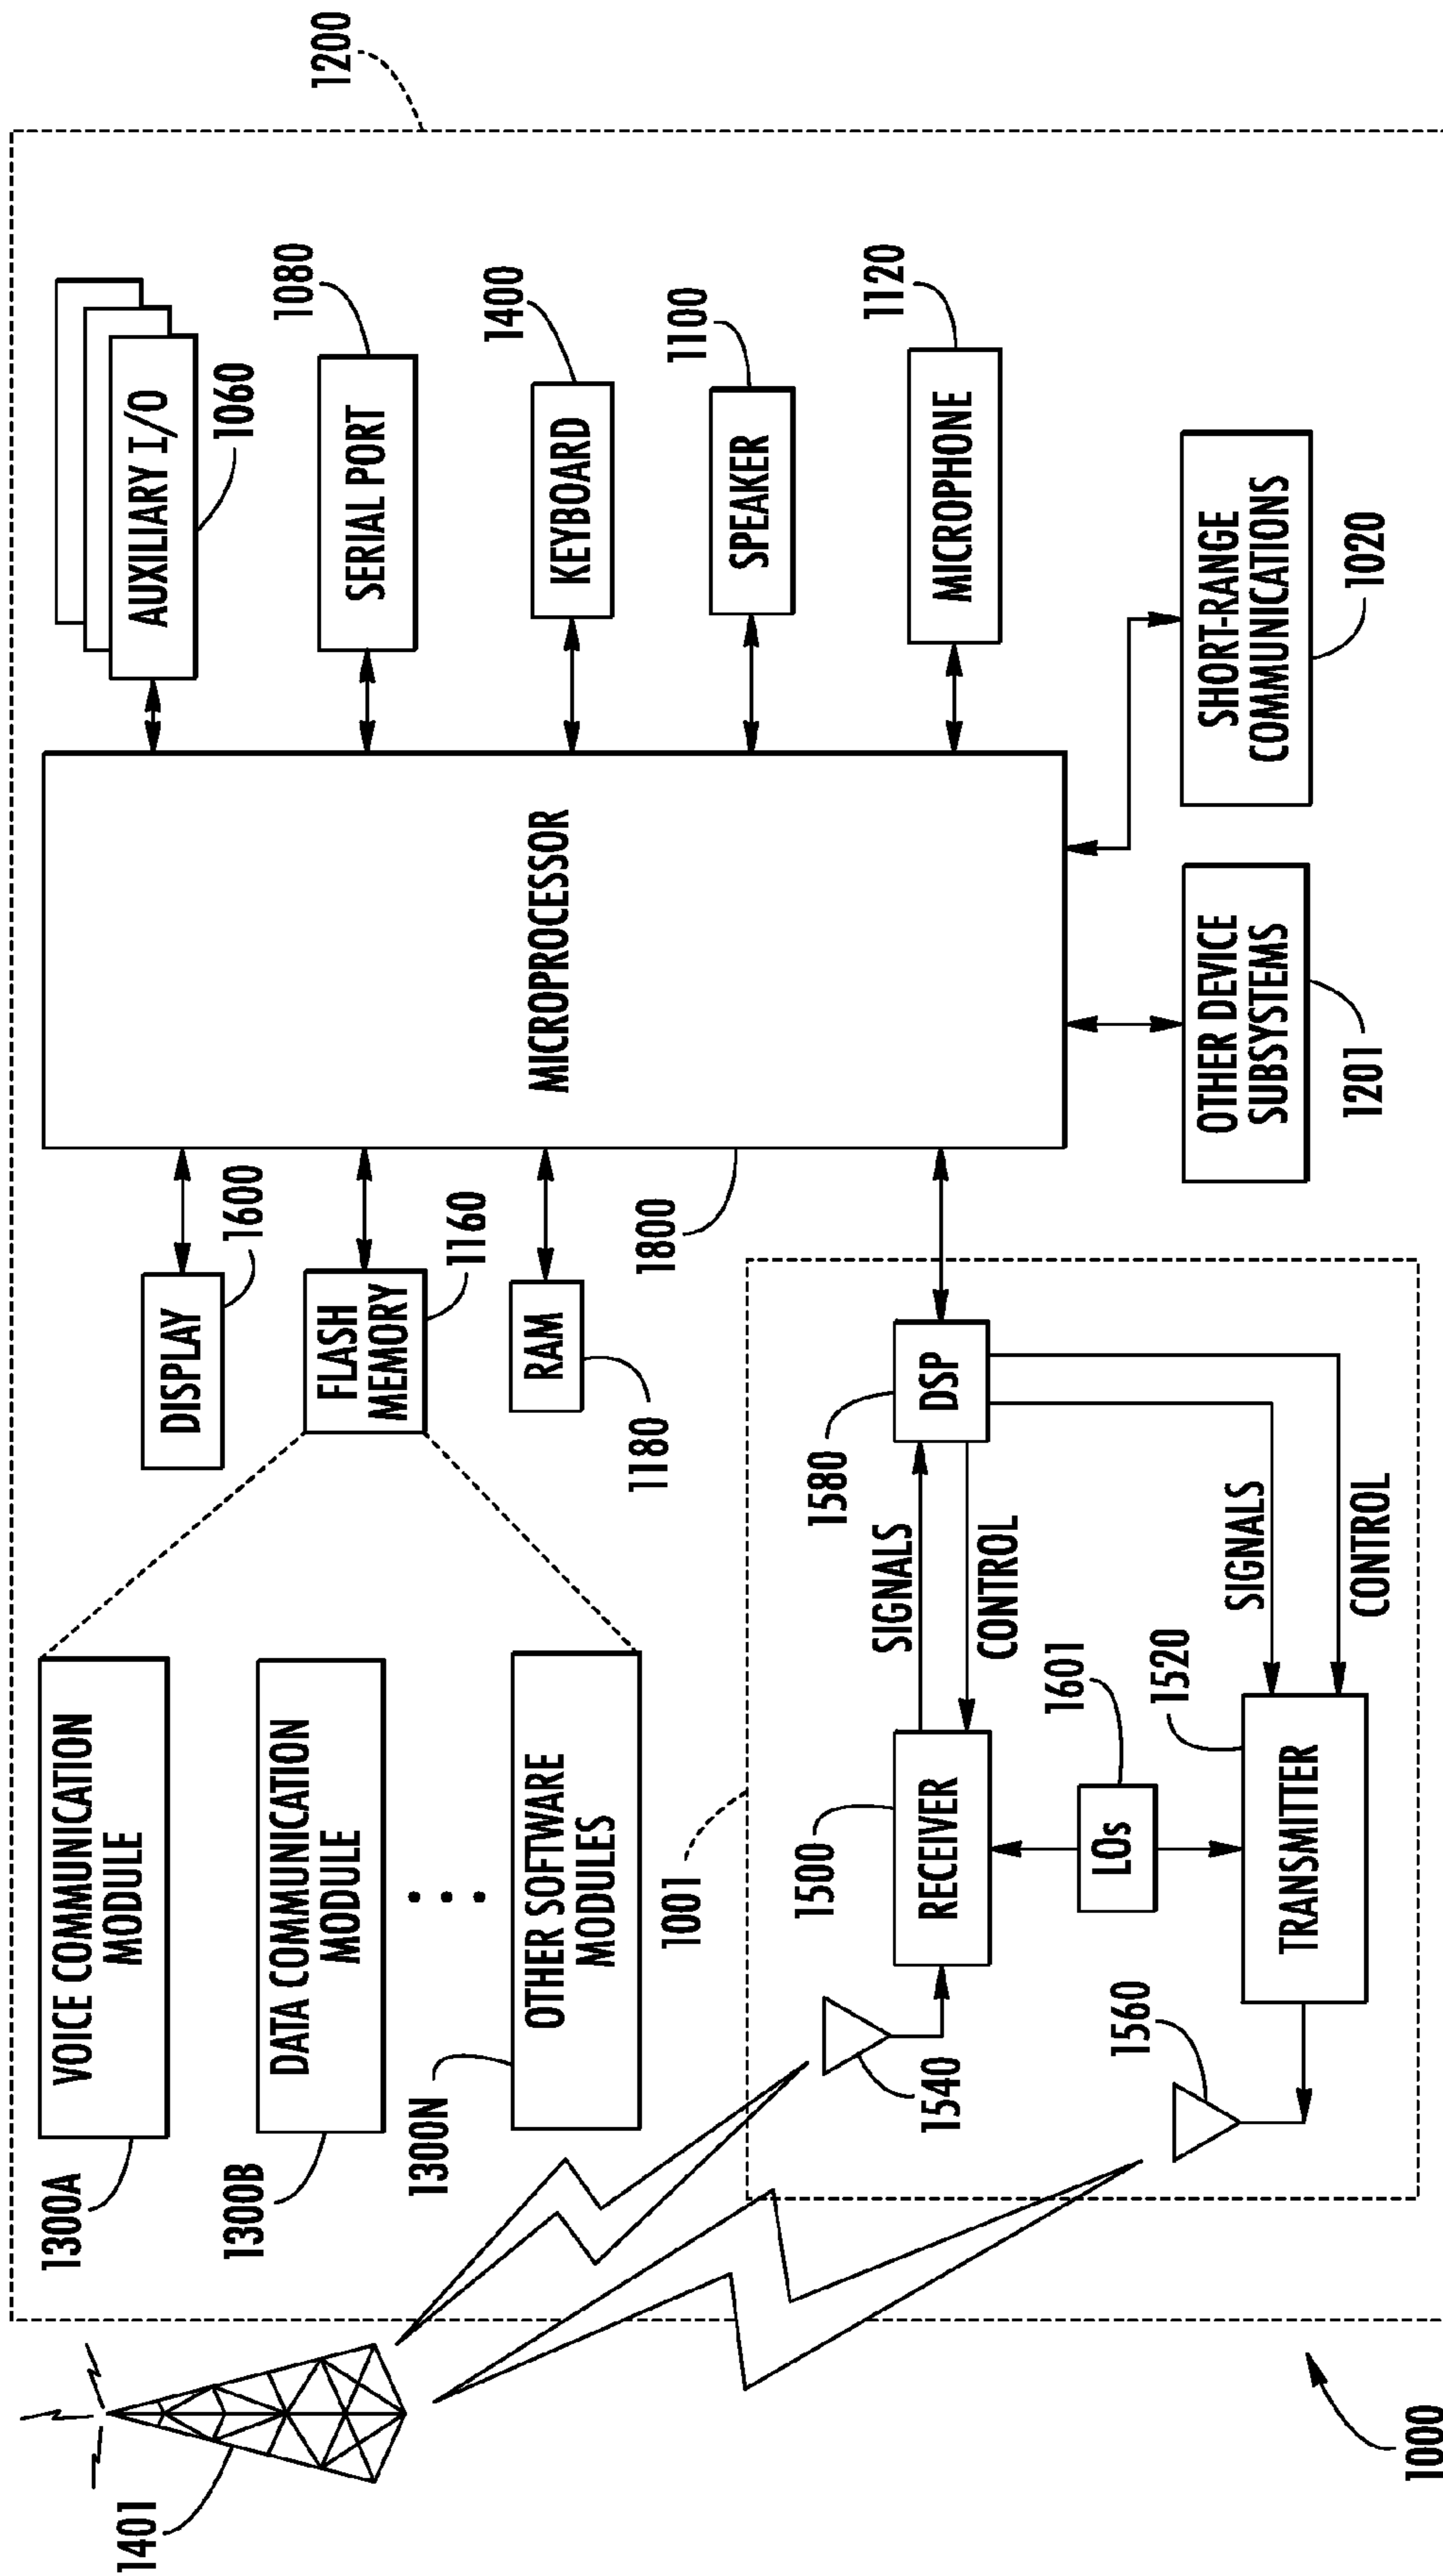 1401
1300A
VOICE COMMUNICATION
MODULE
1300B
DATA COMMUNICATION
MODULE
1300N
OTHER SOFTWARE
MODULES
DISPLAY
1600
FLASH
MEMORY
1160
RAM
1180
1800
MICROPROCESSOR
AUXILIARY I/O
1060
SERIAL PORT
1080
KEYBOARD
1400
SPEAKER
1100
MICROPHONE
1120
1200
1001
1540
1500
RECEIVER
SIGNALS
CONTROL
1580
DSP
LOs
1601
1560
TRANSMITTER
1520
SIGNALS
CONTROL
OTHER DEVICE
SUBSYSTEMS
1201
SHORT-RANGE
COMMUNICATIONS
1020
1000